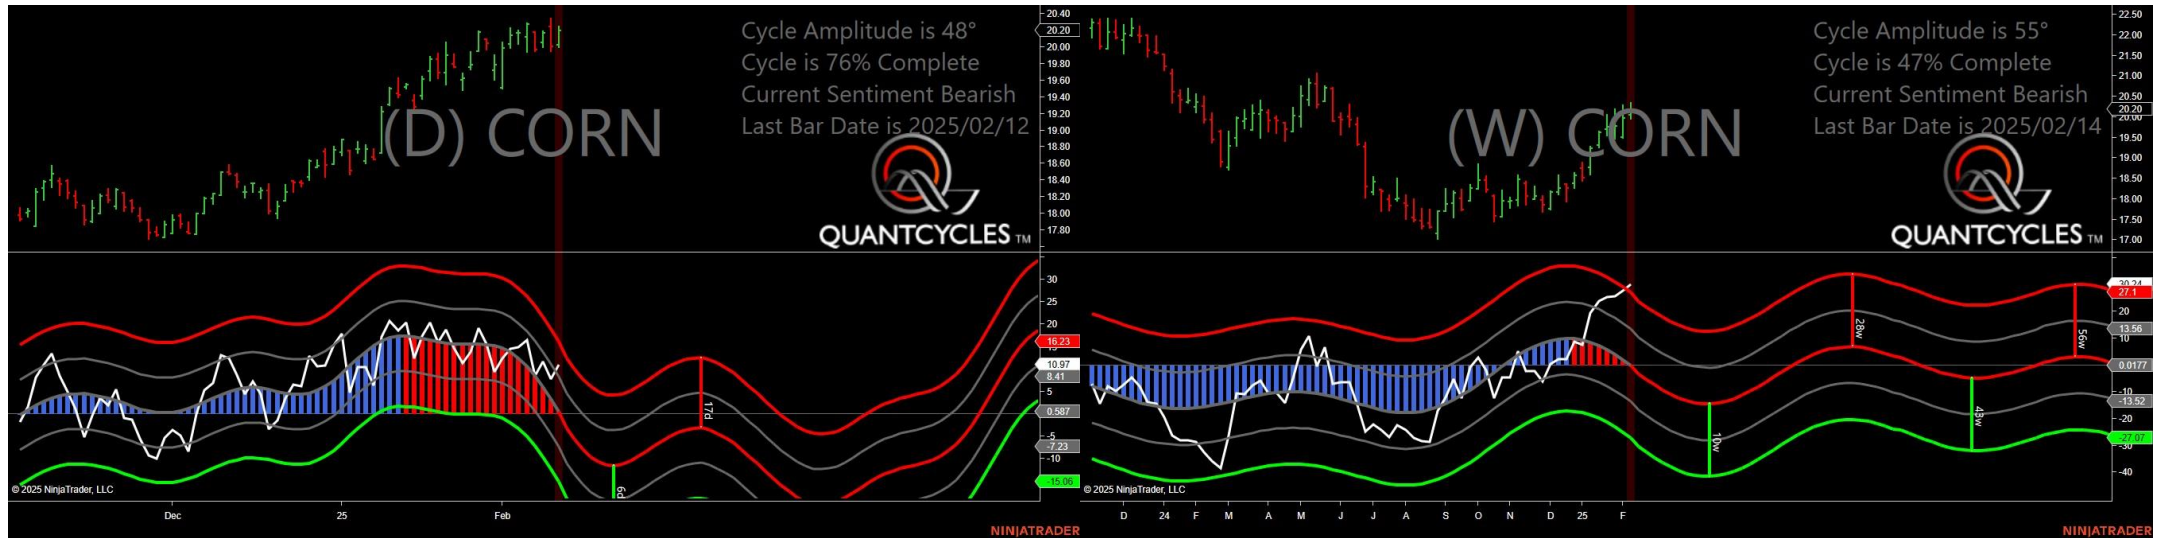 Cycle Amplitude is 48°
Cycle is 76% Complete
Current Sentiment Bearish
Last Bar Date is 2025/02/12
(D) CORN
QUANTCYCLES TM
20.40
20.20
20.00
19.80
19.60
19.40
19.20
19.00
18.80
18.60
18.40
18.20
18.00
17.80
30
25
20
16.23
10.97
8.41
5
0.587
-5
-7.23
-10
-15.06
17d
6d
© 2025 NinjaTrader, LLC
Dec
25
Feb
NINJATRADER
Cycle Amplitude is 55°
Cycle is 47% Complete
Current Sentiment Bearish
Last Bar Date is 2025/02/14
(W) CORN
QUANTCYCLES TM
22.50
22.00
21.50
21.00
20.50
20.20
20.00
19.50
19.00
18.50
18.00
17.50
17.00
30.24
27.1
20
13.56
0.0177
-10
-13.52
-20
-27.07
-30
-40
10w
28w
43w
56w
© 2025 NinjaTrader, LLC
D
24
F
M
A
M
J
J
A
S
O
N
D
25
F
NINJATRADER